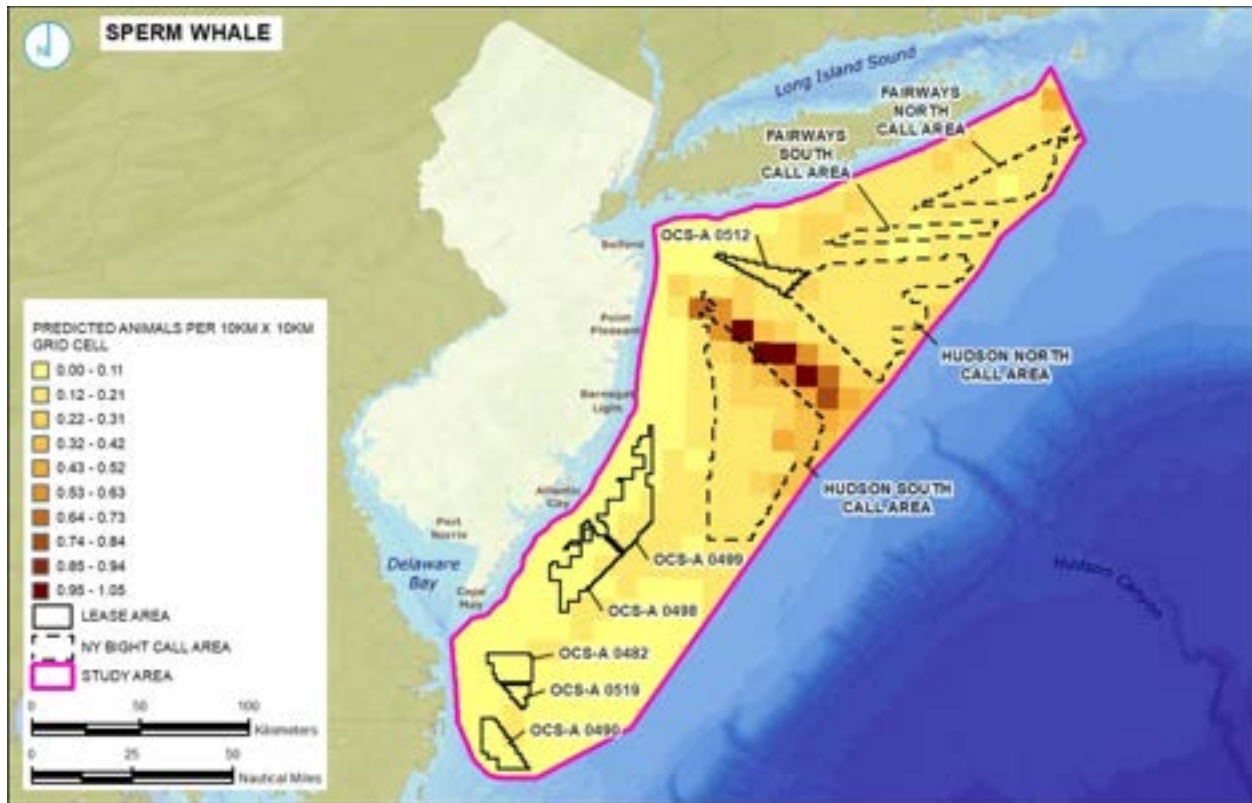 SPERM WHALE
N
Long Island Sound
FAIRWAYS
NORTH
CALL AREA
FAIRWAYS
SOUTH
CALL AREA
OCS-A 0512
Belford
Point
Pleasant
HUDSON NORTH
CALL AREA
Barnegat
Light
HUDSON SOUTH
CALL AREA
Atlantic
City
Port
Norris
Delaware
Bay
Cape
May
OCS-A 0499
OCS-A 0498
Hudson Canyon
OCS-A 0482
OCS-A 0519
OCS-A 0490
PREDICTED ANIMALS PER 10KM X 10KM
GRID CELL
0.00 - 0.11
0.12 - 0.21
0.22 - 0.31
0.32 - 0.42
0.43 - 0.52
0.53 - 0.63
0.64 - 0.73
0.74 - 0.84
0.85 - 0.94
0.95 - 1.05
LEASE AREA
NY BIGHT CALL AREA
STUDY AREA
0 50 100
Kilometers
0 25 50
Nautical Miles